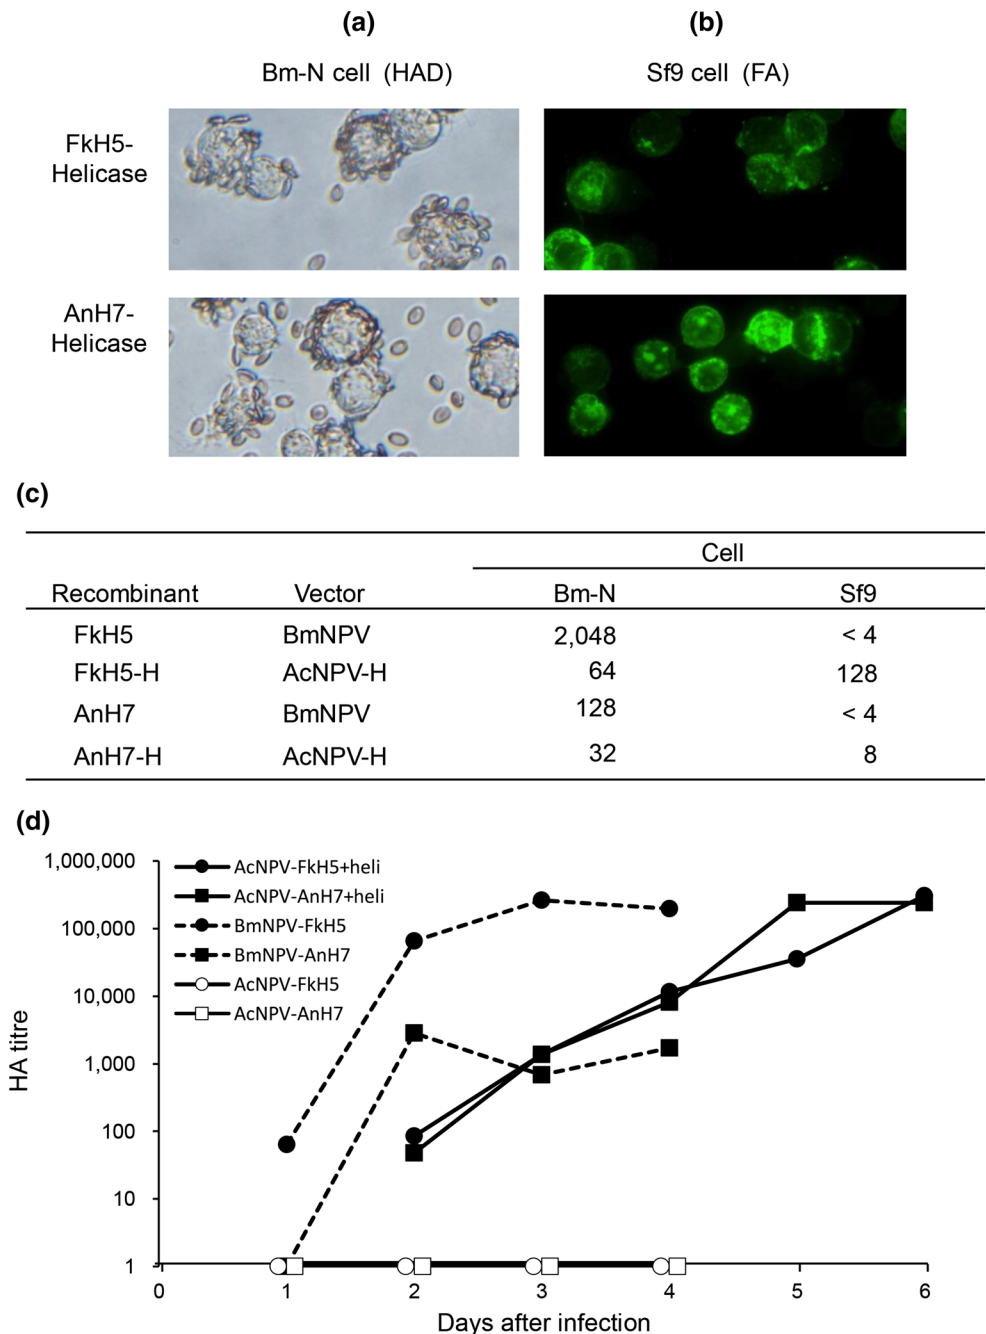 (a) (b)
Bm-N cell (HAD) Sf9 cell (FA)
FkH5-
Helicase
AnH7-
Helicase
(c)
Cell
Recombinant Vector Bm-N Sf9
FkH5 BmNPV 2,048 < 4
FkH5-H AcNPV-H 64 128
AnH7 BmNPV 128 < 4
AnH7-H AcNPV-H 32 8
(d)
1,000,000
100,000
10,000
1,000
100
10
1
HA titre
AcNPV-FkH5+heli
AcNPV-AnH7+heli
BmNPV-FkH5
BmNPV-AnH7
AcNPV-FkH5
AcNPV-AnH7
0 1 2 3 4 5 6
Days after infection